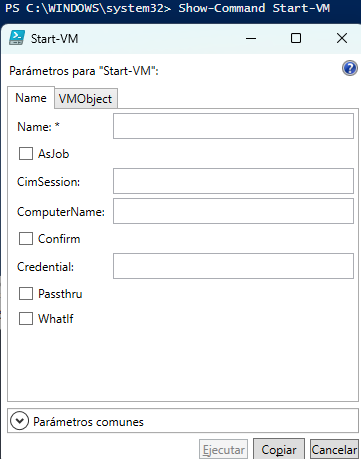 PS C:\WINDOWS\system32> Show-Command Start-VM
Start-VM
Parámetros para "Start-VM":
?
Name VMObject
Name: *
AsJob
CimSession:
ComputerName:
Confirm
Credential:
Passthru
WhatIf
Parámetros comunes
Ejecutar Copiar Cancelar